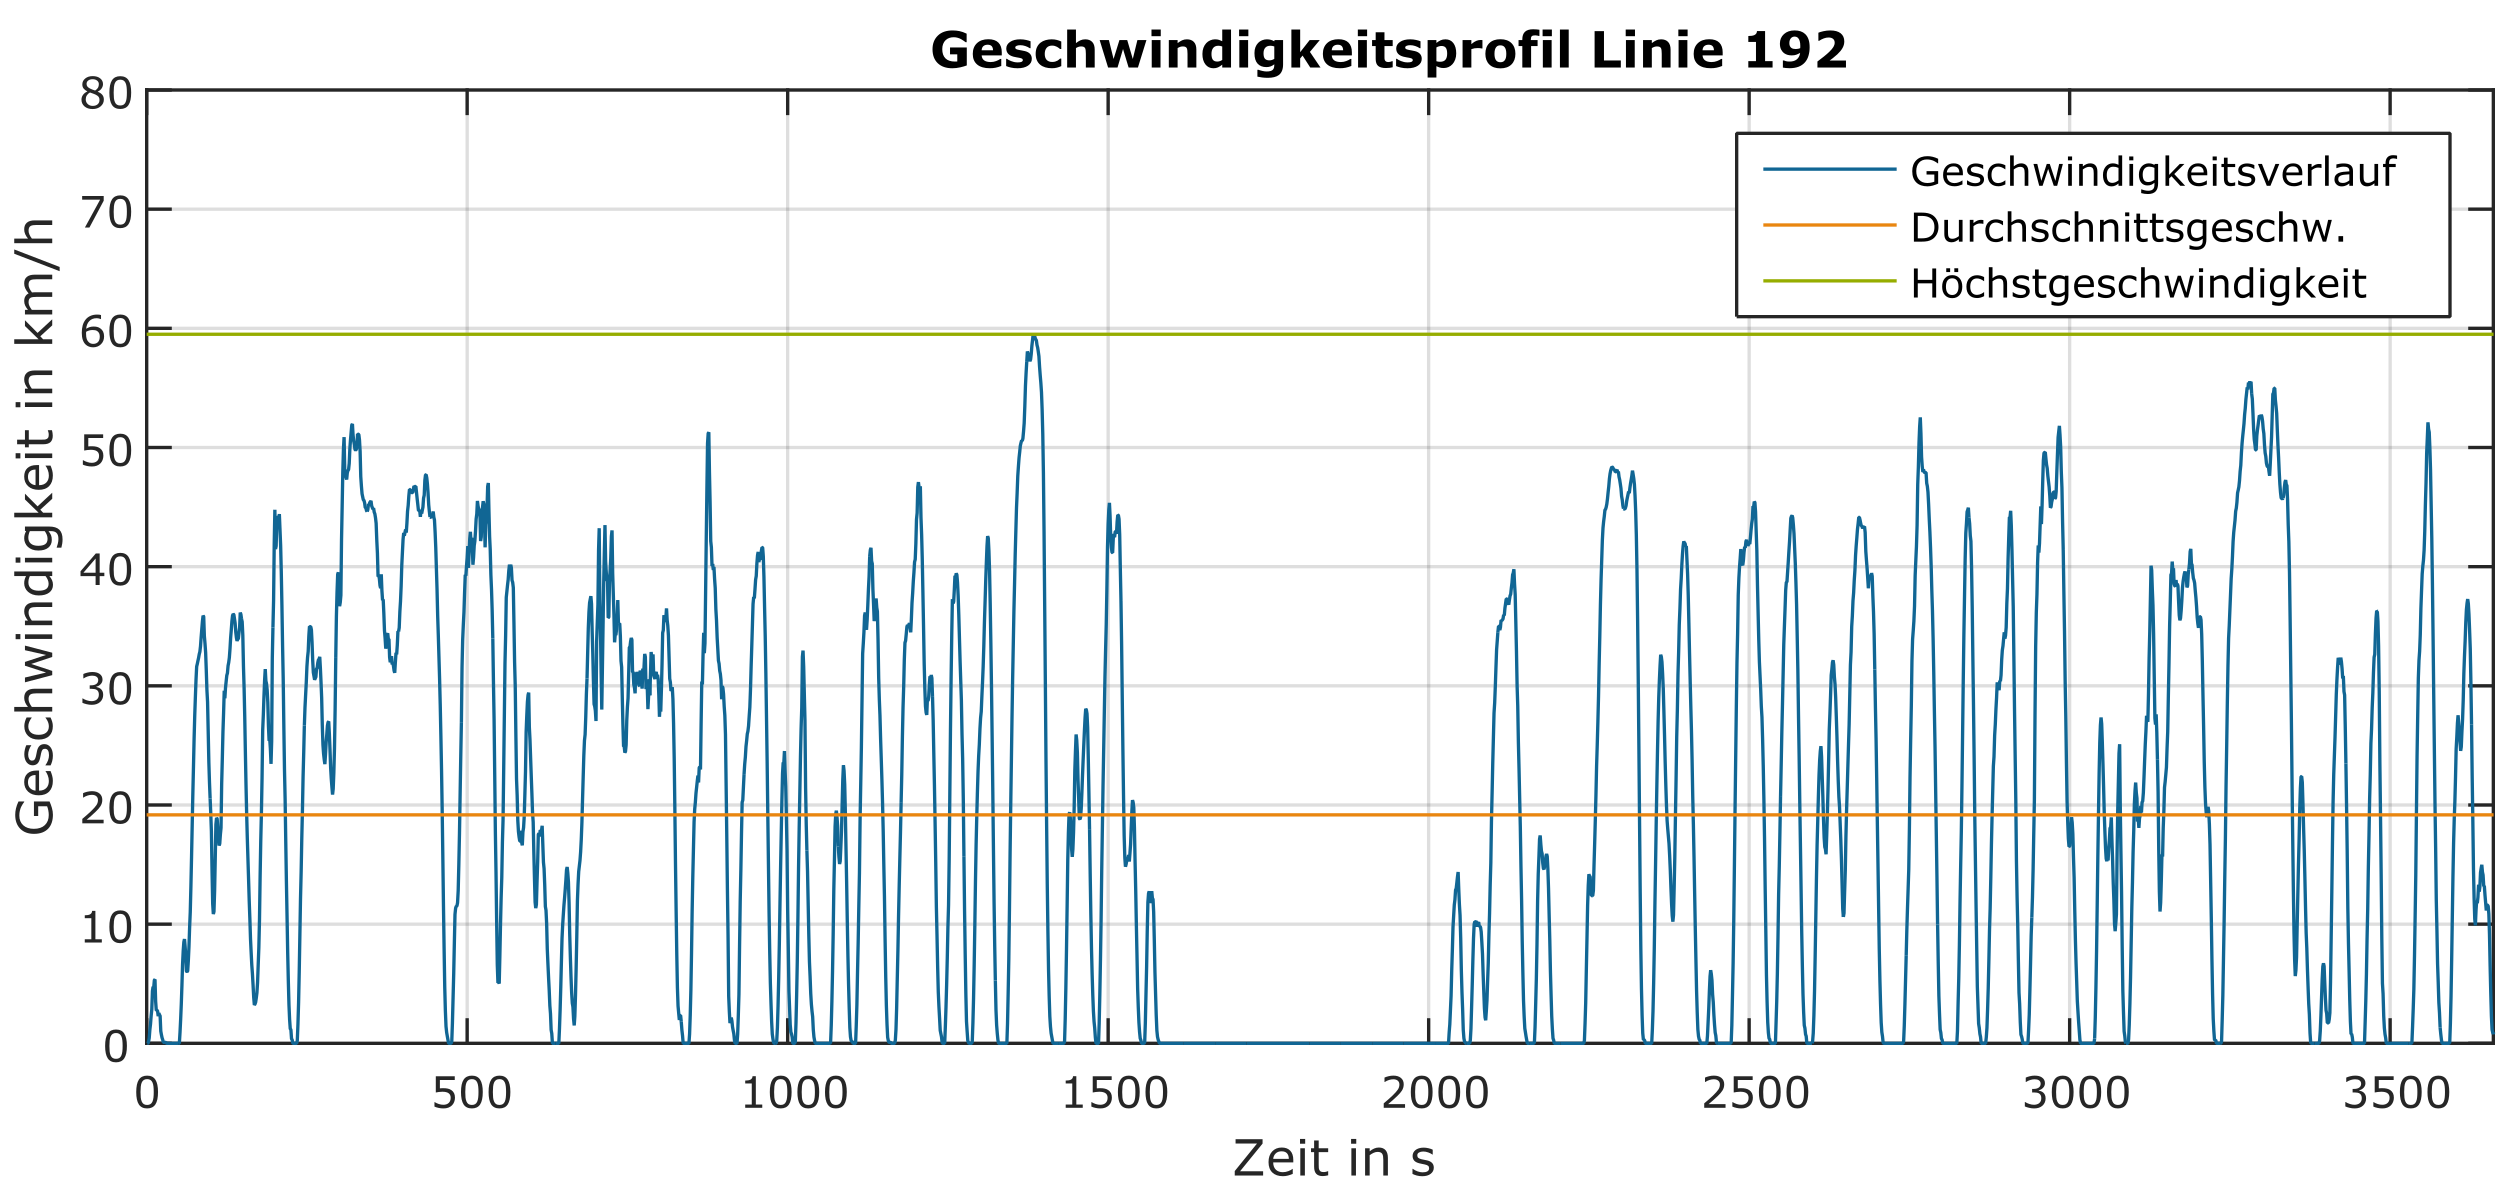 Geschwindigkeitsprofil Linie 192
Geschwindigkeit in km/h
80
70
60
50
40
30
20
10
0
Geschwindigkeitsverlauf
Durchschnittsgeschw.
Höchstgeschwindigkeit
0 500 1000 1500 2000 2500 3000 3500
Zeit in s